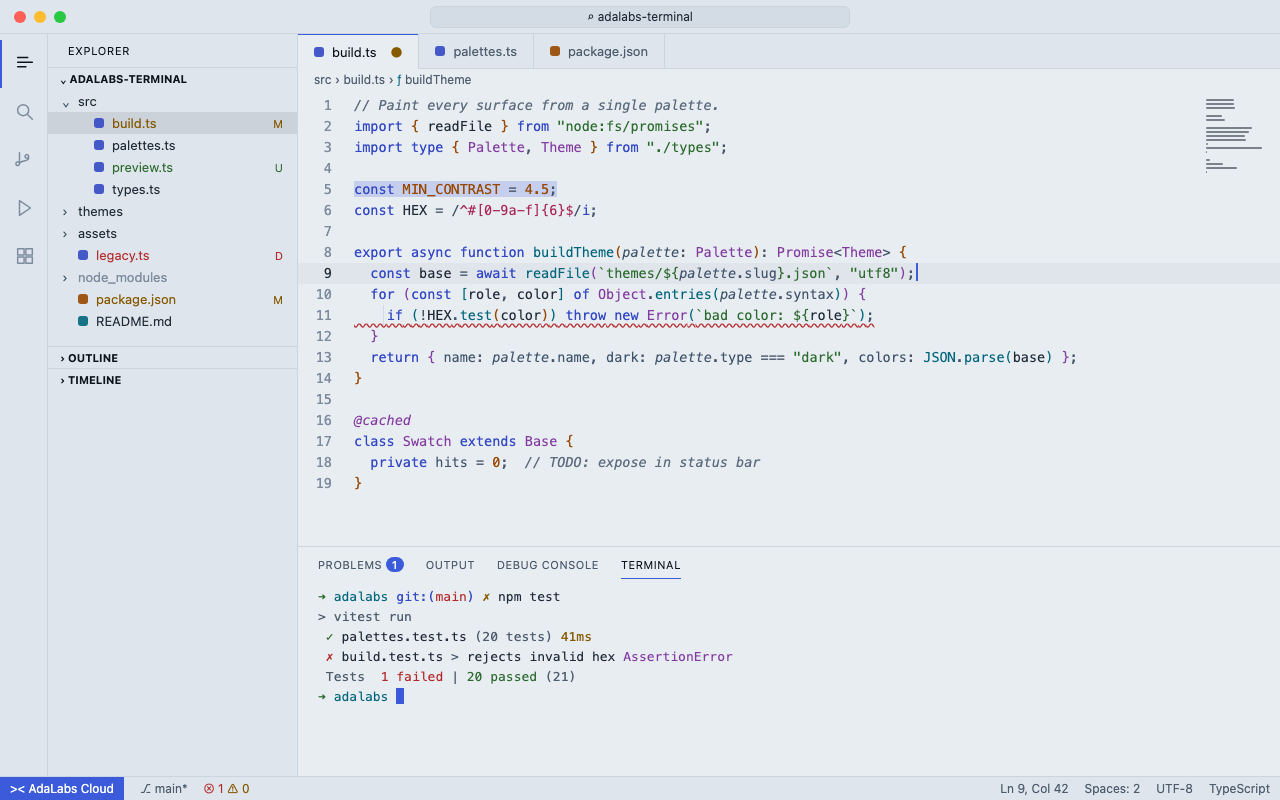 adalabs-terminal
EXPLORER
ADALABS-TERMINAL
src
build.ts M
palettes.ts
preview.ts U
types.ts
themes
assets
legacy.ts D
node_modules
package.json M
README.md
OUTLINE
TIMELINE
build.ts
palettes.ts
package.json
src › build.ts › ƒ buildTheme
1 // Paint every surface from a single palette.
2 import { readFile } from "node:fs/promises";
3 import type { Palette, Theme } from "./types";
4
5 const MIN_CONTRAST = 4.5;
6 const HEX = /^#[0-9a-f]{6}$/i;
7
8 export async function buildTheme(palette: Palette): Promise<Theme> {
9 const base = await readFile(`themes/${palette.slug}.json`, "utf8");
10 for (const [role, color] of Object.entries(palette.syntax)) {
11 if (!HEX.test(color)) throw new Error(`bad color: ${role}`);
12 }
13 return { name: palette.name, dark: palette.type === "dark", colors: JSON.parse(base) };
14 }
15
16 @cached
17 class Swatch extends Base {
18 private hits = 0; // TODO: expose in status bar
19 }
PROBLEMS 1 OUTPUT DEBUG CONSOLE TERMINAL
➜ adalabs git:(main) ✗ npm test
> vitest run
✓ palettes.test.ts (20 tests) 41ms
✗ build.test.ts > rejects invalid hex AssertionError
Tests 1 failed | 20 passed (21)
➜ adalabs
>< AdaLabs Cloud main* 1 0 Ln 9, Col 42 Spaces: 2 UTF-8 TypeScript